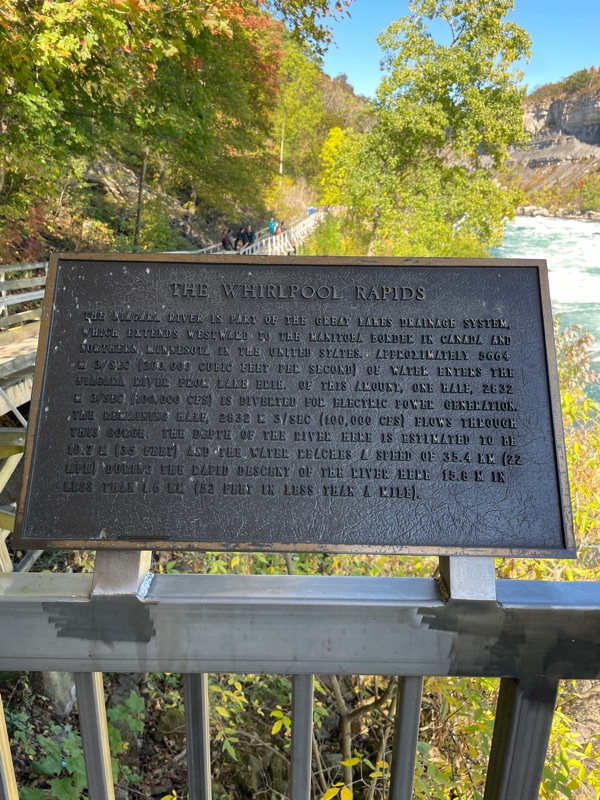 THE WHIRLPOOL RAPIDS
THE NIAGARA RIVER IS PART OF THE GREAT LAKES DRAINAGE SYSTEM,
WHICH EXTENDS WESTWARD TO THE MANITOBA BORDER IN CANADA AND
NORTHERN MINNESOTA IN THE UNITED STATES. APPROXIMATELY 5664
M 3/SEC (200,000 CUBIC FEET PER SECOND) OF WATER ENTERS THE
NIAGARA RIVER FROM LAKE ERIE. OF THIS AMOUNT, ONE HALF, 2832
M 3/SEC (100,000 CFS) IS DIVERTED FOR ELECTRIC POWER GENERATION.
THE REMAINING HALF, 2832 M 3/SEC (100,000 CFS) FLOWS THROUGH
THIS GORGE. THE DEPTH OF THE RIVER HERE IS ESTIMATED TO BE
10.7 M (35 FEET) AND THE WATER REACHES A SPEED OF 35.4 KM (22
MPH) DURING THE RAPID DESCENT OF THE RIVER HERE 15.8 M IN
LESS THAN 1.6 KM (52 FEET IN LESS THAN A MILE).